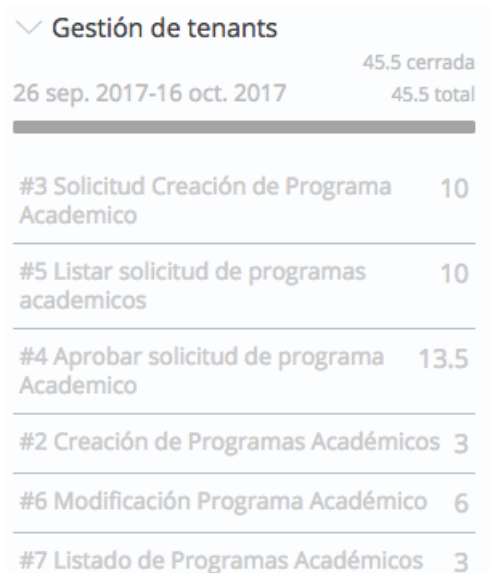 Gestión de tenants
45.5 cerrada
26 sep. 2017-16 oct. 2017 45.5 total
#3 Solicitud Creación de Programa 10
Academico
#5 Listar solicitud de programas 10
academicos
#4 Aprobar solicitud de programa 13.5
Academico
#2 Creación de Programas Académicos 3
#6 Modificación Programa Académico 6
#7 Listado de Programas Académicos 3